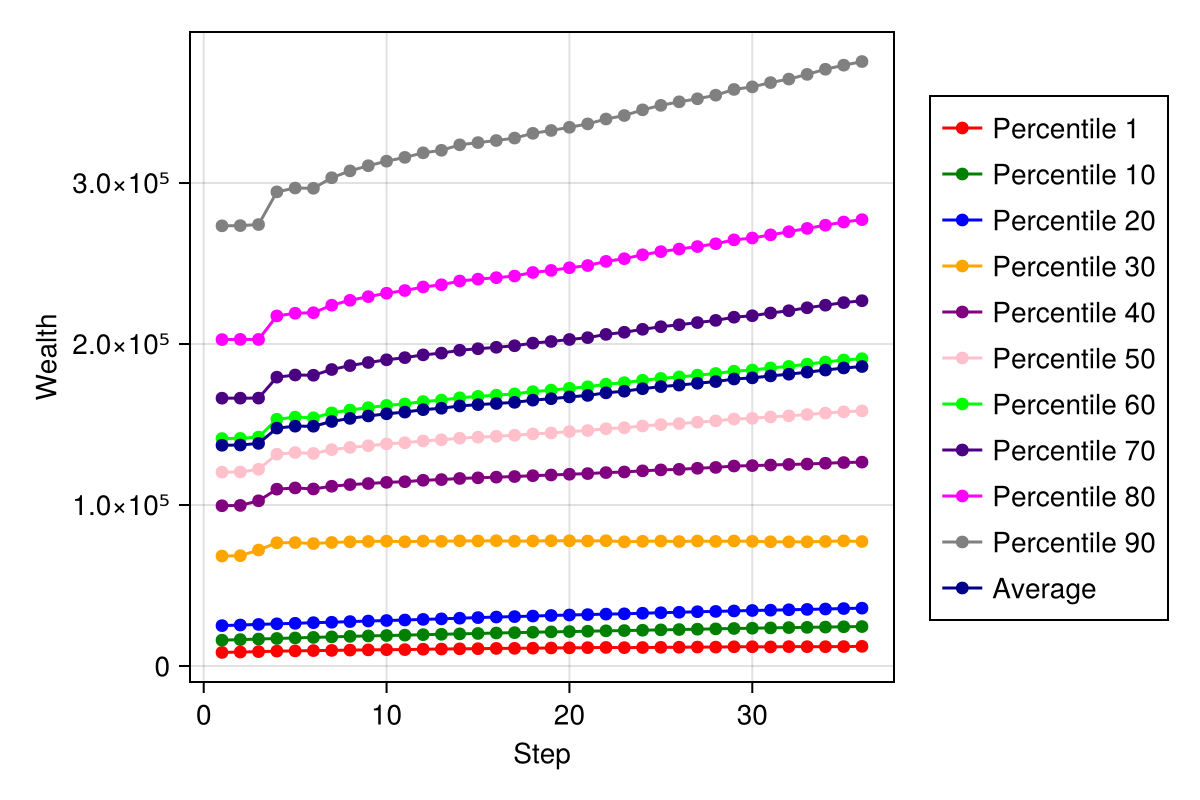 3.0×10⁵
2.0×10⁵
1.0×10⁵
0
Wealth
0 10 20 30
Step
Percentile 1
Percentile 10
Percentile 20
Percentile 30
Percentile 40
Percentile 50
Percentile 60
Percentile 70
Percentile 80
Percentile 90
Average